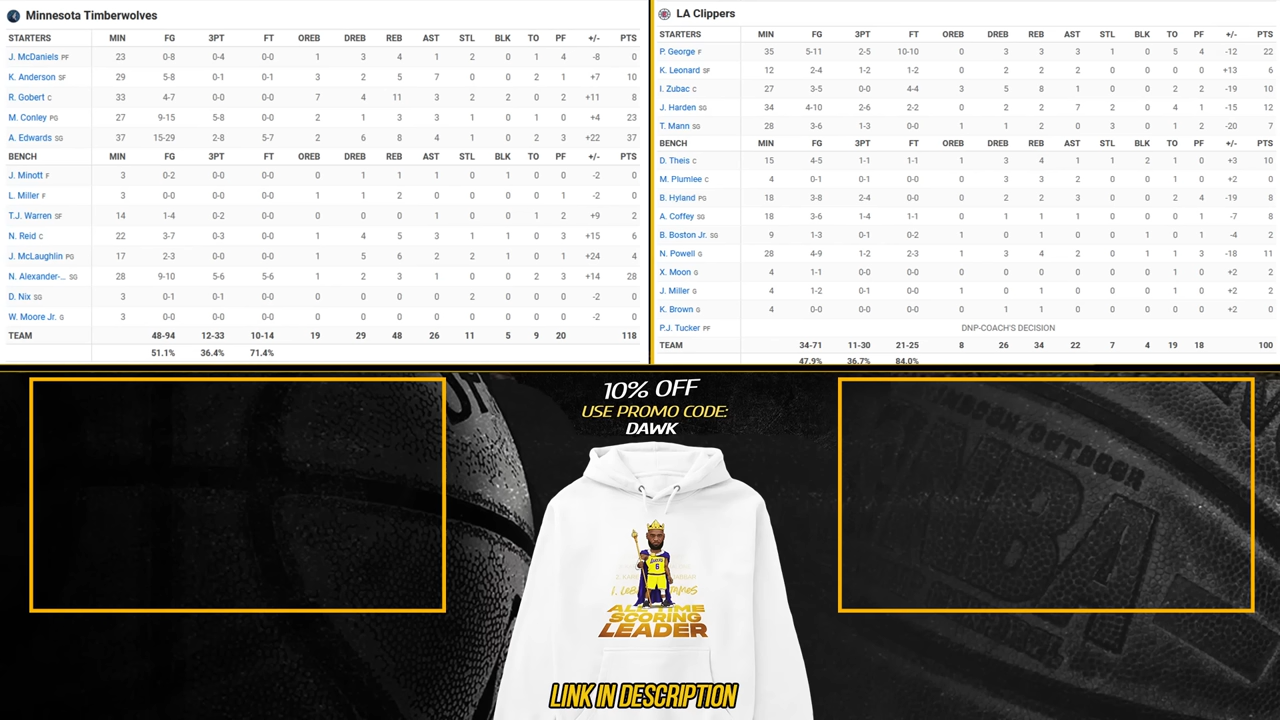 Minnesota Timberwolves
STARTERS MIN FG 3PT FT OREB DREB REB AST STL BLK TO PF +/- PTS
J. McDaniels PF 23 0-8 0-4 0-0 1 3 4 1 2 0 1 4 -8 0
K. Anderson SF 29 5-8 0-1 0-1 3 2 5 7 0 0 2 1 +7 10
R. Gobert C 33 4-7 0-0 0-0 7 4 11 3 2 2 0 2 +11 8
M. Conley PG 27 9-15 5-8 0-0 2 1 3 3 1 0 1 0 +4 23
A. Edwards SG 37 15-29 2-8 5-7 2 6 8 4 1 0 2 3 +22 37
BENCH MIN FG 3PT FT OREB DREB REB AST STL BLK TO PF +/- PTS
J. Minott F 3 0-2 0-0 0-0 0 1 1 1 0 1 0 0 -2 0
L. Miller F 3 0-0 0-0 0-0 1 1 2 0 0 0 0 1 -2 0
T.J. Warren SF 14 1-4 0-2 0-0 0 0 0 1 0 0 1 2 +9 2
N. Reid C 22 3-7 0-3 0-0 1 4 5 3 1 1 0 3 +15 6
J. McLaughlin PG 17 2-3 0-0 0-0 1 5 6 2 2 1 0 1 +24 4
N. Alexander-... SG 28 9-10 5-6 5-6 1 2 3 1 0 0 2 3 +14 28
D. Nix SG 3 0-1 0-1 0-0 0 0 0 0 2 0 0 0 -2 0
W. Moore Jr. G 3 0-0 0-0 0-0 0 0 0 0 0 0 0 0 -2 0
TEAM 48-94 12-33 10-14 19 29 48 26 11 5 9 20 118
51.1% 36.4% 71.4%
LA Clippers
STARTERS MIN FG 3PT FT OREB DREB REB AST STL BLK TO PF +/- PTS
P. George F 35 5-11 2-5 10-10 0 3 3 3 1 0 5 4 -12 22
K. Leonard SF 12 2-4 1-2 1-2 0 2 2 2 0 0 0 0 +13 6
I. Zubac C 27 3-5 0-0 4-4 3 5 8 1 0 0 2 2 -19 10
J. Harden SG 34 4-10 2-6 2-2 0 2 2 7 2 0 4 1 -15 12
T. Mann SG 28 3-6 1-3 0-0 1 1 2 0 3 0 1 2 -20 7
BENCH MIN FG 3PT FT OREB DREB REB AST STL BLK TO PF +/- PTS
D. Theis C 15 4-5 1-1 1-1 1 3 4 1 1 2 1 0 +3 10
M. Plumlee C 4 0-1 0-1 0-0 0 3 3 2 0 0 1 0 +2 0
B. Hyland PG 18 3-8 2-4 0-0 0 2 2 3 0 0 2 4 -19 8
A. Coffey SG 18 3-6 1-4 1-1 0 1 1 1 0 0 0 1 -7 8
B. Boston Jr. SG 9 1-3 0-1 0-2 1 0 1 0 0 1 1 0 -4 2
N. Powell G 28 4-9 1-2 2-3 1 3 4 2 0 1 1 3 -18 11
X. Moon G 4 1-1 0-0 0-0 0 0 0 0 0 0 0 0 +2 2
J. Miller G 4 1-2 0-1 0-0 1 0 1 0 0 0 0 1 +2 2
K. Brown G 4 0-0 0-0 0-0 0 1 1 0 0 0 1 0 +2 0
P.J. Tucker PF DNP-COACH'S DECISION
TEAM 34-71 11-30 21-25 8 26 34 22 7 4 19 18 100
47.9% 36.7% 84.0%
10% OFF
USE PROMO CODE:
DAWK
ALL TIME
SCORING
LEADER
LINK IN DESCRIPTION